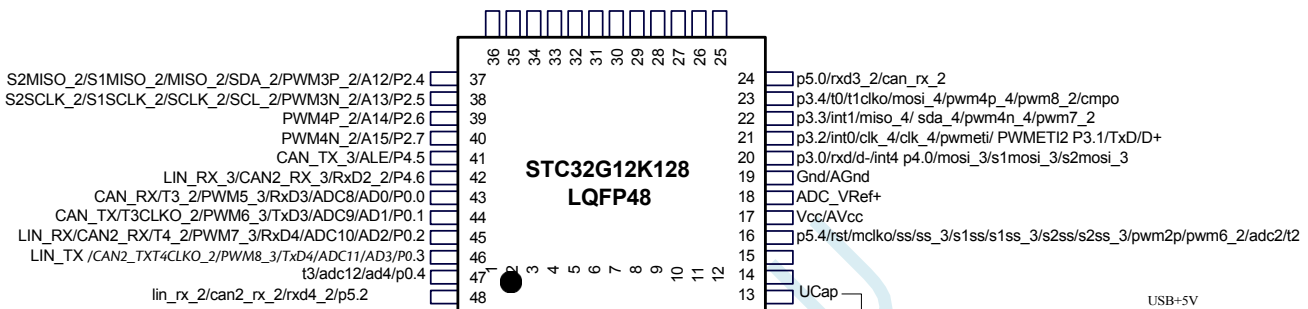 36 35 34 33 32 31 30 29 28 27 26 25
S2MISO_2/S1MISO_2/MISO_2/SDA_2/PWM3P_2/A12/P2.4 37
S2SCLK_2/S1SCLK_2/SCLK_2/SCL_2/PWM3N_2/A13/P2.5 38
PWM4P_2/A14/P2.6 39
PWM4N_2/A15/P2.7 40
CAN_TX_3/ALE/P4.5 41
LIN_RX_3/CAN2_RX_3/RxD2_2/P4.6 42
CAN_RX/T3_2/PWM5_3/RxD3/ADC8/AD0/P0.0 43
CAN_TX/T3CLKO_2/PWM6_3/TxD3/ADC9/AD1/P0.1 44
LIN_RX/CAN2_RX/T4_2/PWM7_3/RxD4/ADC10/AD2/P0.2 45
LIN_TX /CAN2_TXT4CLKO_2/PWM8_3/TxD4/ADC11/AD3/P0.3 46
t3/adc12/ad4/p0.4 47
lin_rx_2/can2_rx_2/rxd4_2/p5.2 48
STC32G12K128
LQFP48
1 2 3 4 5 6 7 8 9 10 11 12
24 p5.0/rxd3_2/can_rx_2
23 p3.4/t0/t1clko/mosi_4/pwm4p_4/pwm8_2/cmpo
22 p3.3/int1/miso_4/ sda_4/pwm4n_4/pwm7_2
21 p3.2/int0/clk_4/clk_4/pwmeti/ PWMETI2 P3.1/TxD/D+
20 p3.0/rxd/d-/int4 p4.0/mosi_3/s1mosi_3/s2mosi_3
19 Gnd/AGnd
18 ADC_VRef+
17 Vcc/AVcc
16 p5.4/rst/mclko/ss/ss_3/s1ss/s1ss_3/s2ss/s2ss_3/pwm2p/pwm6_2/adc2/t2
15
14
13 UCap
USB+5V